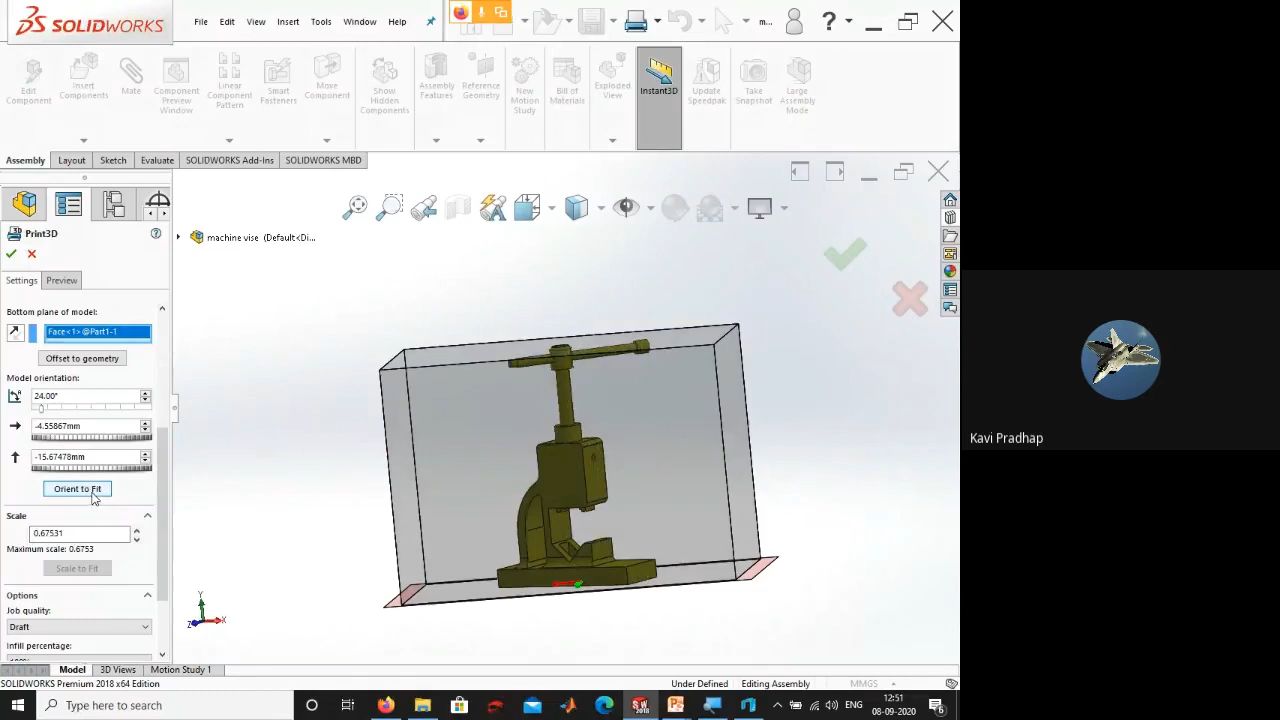 SOLIDWORKS
File Edit View Insert Tools Window Help
m...
?
Edit Component
Insert Components
Mate
Component Preview Window
Linear Component Pattern
Smart Fasteners
Move Component
Show Hidden Components
Assembly Features
Reference Geometry
New Motion Study
Bill of Materials
Exploded View
Instant3D
Update Speedpak
Take Snapshot
Large Assembly Mode
Assembly Layout Sketch Evaluate SOLIDWORKS Add-Ins SOLIDWORKS MBD
Print3D
machine vise (Default<Di...
Settings Preview
Bottom plane of model:
Face<1>@Part1-1
Offset to geometry
Model orientation:
24.00°
-4.55867mm
-15.67478mm
Orient to Fit
Scale
0.67531
Maximum scale: 0.6753
Scale to Fit
Options
Job quality:
Draft
Infill percentage:
Y
Z
X
Kavi Pradhap
Model 3D Views Motion Study 1
SOLIDWORKS Premium 2018 x64 Edition
Under Defined Editing Assembly MMGS
Type here to search
SW
2018
ENG
12:51
08-09-2020
6